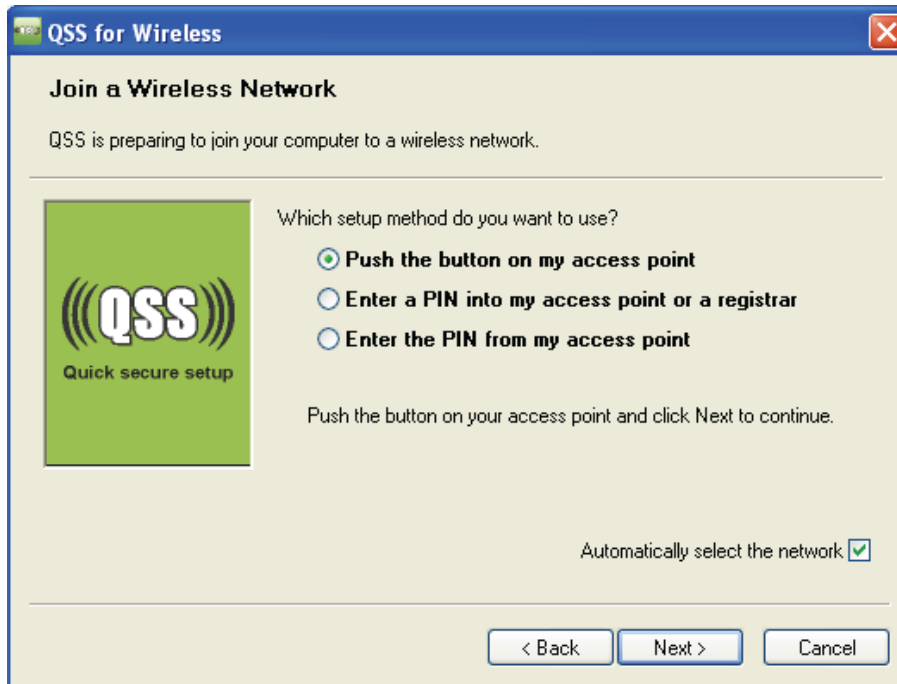 QSS for Wireless
Join a Wireless Network
QSS is preparing to join your computer to a wireless network.
Which setup method do you want to use?
Push the button on my access point
Enter a PIN into my access point or a registrar
Enter the PIN from my access point
QSS
Quick secure setup
Push the button on your access point and click Next to continue.
Automatically select the network
< Back
Next >
Cancel